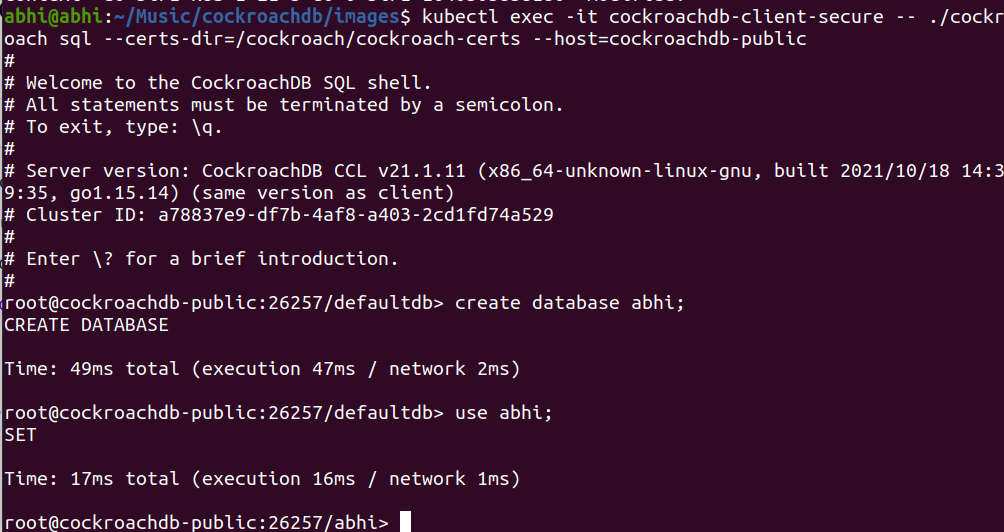 abhi@abhi:~/Music/cockroachdb/images$ kubectl exec -it cockroachdb-client-secure -- ./cockr
oach sql --certs-dir=/cockroach/cockroach-certs --host=cockroachdb-public
#
# Welcome to the CockroachDB SQL shell.
# All statements must be terminated by a semicolon.
# To exit, type: \q.
#
# Server version: CockroachDB CCL v21.1.11 (x86_64-unknown-linux-gnu, built 2021/10/18 14:3
9:35, go1.15.14) (same version as client)
# Cluster ID: a78837e9-df7b-4af8-a403-2cd1fd74a529
#
# Enter \? for a brief introduction.
#
root@cockroachdb-public:26257/defaultdb> create database abhi;
CREATE DATABASE
Time: 49ms total (execution 47ms / network 2ms)
root@cockroachdb-public:26257/defaultdb> use abhi;
SET
Time: 17ms total (execution 16ms / network 1ms)
root@cockroachdb-public:26257/abhi>